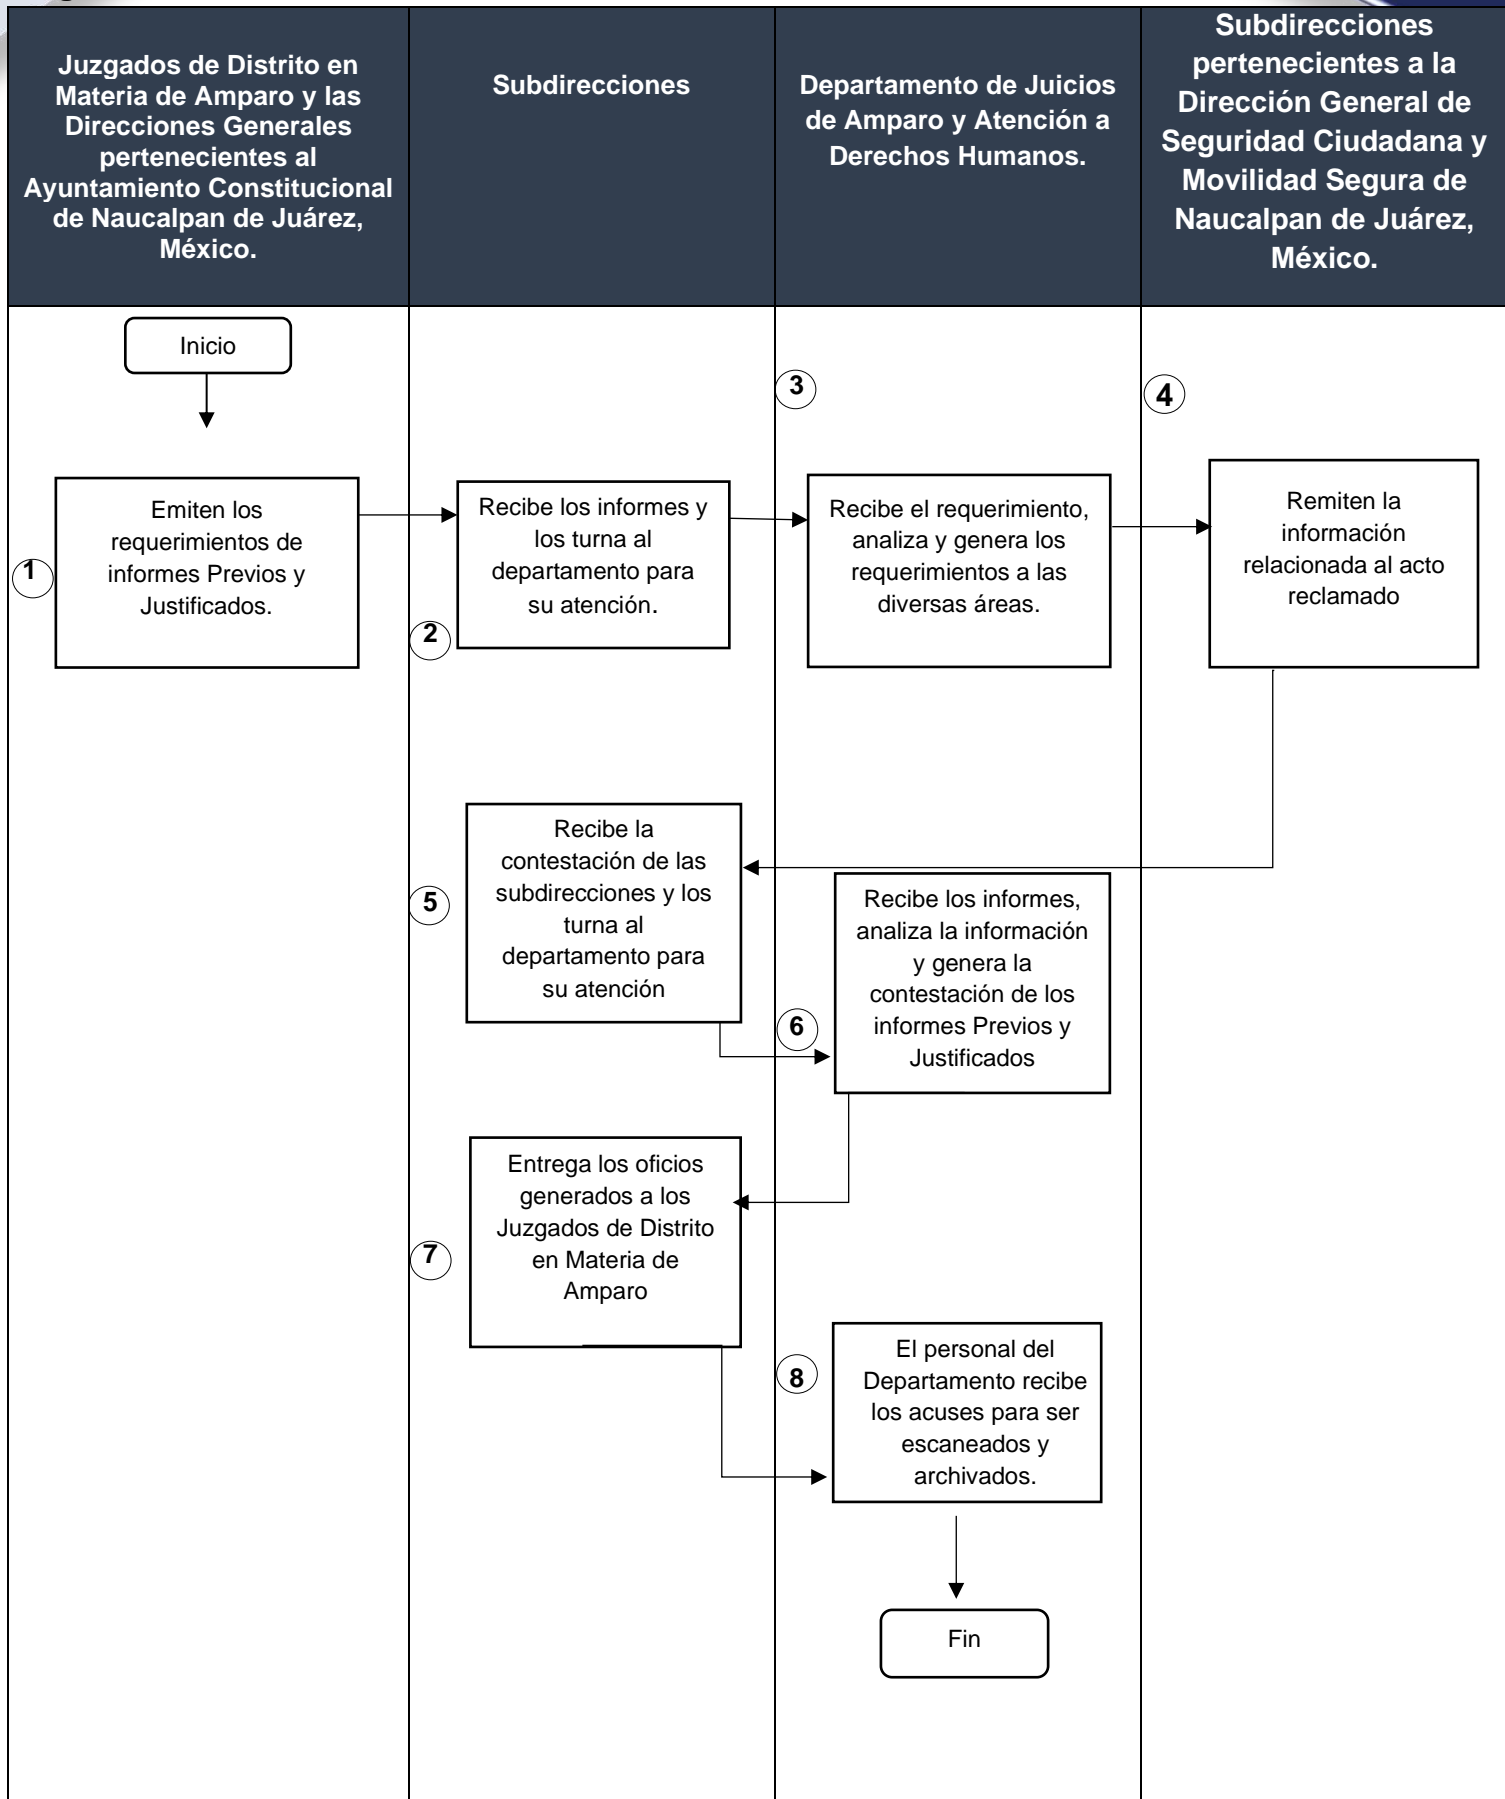 Juzgados de Distrito en
Materia de Amparo y las
Direcciones Generales
pertenecientes al
Ayuntamiento Constitucional
de Naucalpan de Juárez,
México.
Subdirecciones
Departamento de Juicios
de Amparo y Atención a
Derechos Humanos.
Subdirecciones
pertenecientes a la
Dirección General de
Seguridad Ciudadana y
Movilidad Segura de
Naucalpan de Juárez,
México.
Inicio
1
Emiten los
requerimientos de
informes Previos y
Justificados.
2
Recibe los informes y
los turna al
departamento para
su atención.
3
Recibe el requerimiento,
analiza y genera los
requerimientos a las
diversas áreas.
4
Remiten la
información
relacionada al acto
reclamado
5
Recibe la
contestación de las
subdirecciones y los
turna al
departamento para
su atención
6
Recibe los informes,
analiza la información
y genera la
contestación de los
informes Previos y
Justificados
7
Entrega los oficios
generados a los
Juzgados de Distrito
en Materia de
Amparo
8
El personal del
Departamento recibe
los acuses para ser
escaneados y
archivados.
Fin